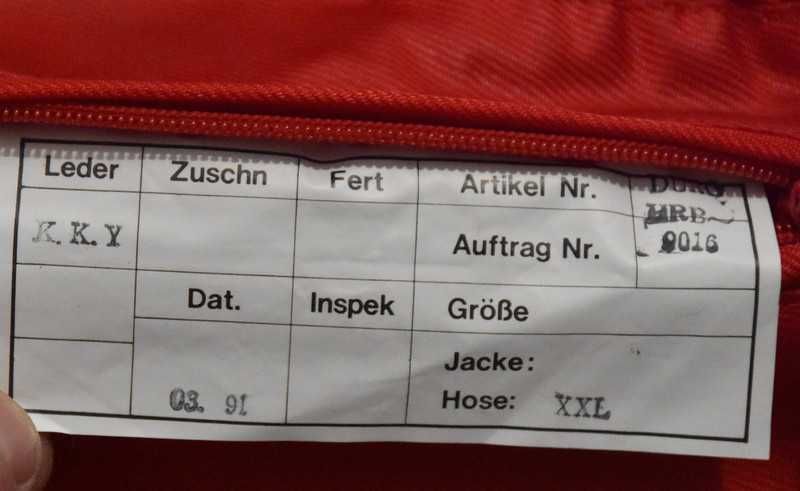 Leder Zuschn Fert Artikel Nr.
K.K.Y Auftrag Nr. 9016
Dat. Inspek Größe
Jacke:
03. 91 Hose: XXL